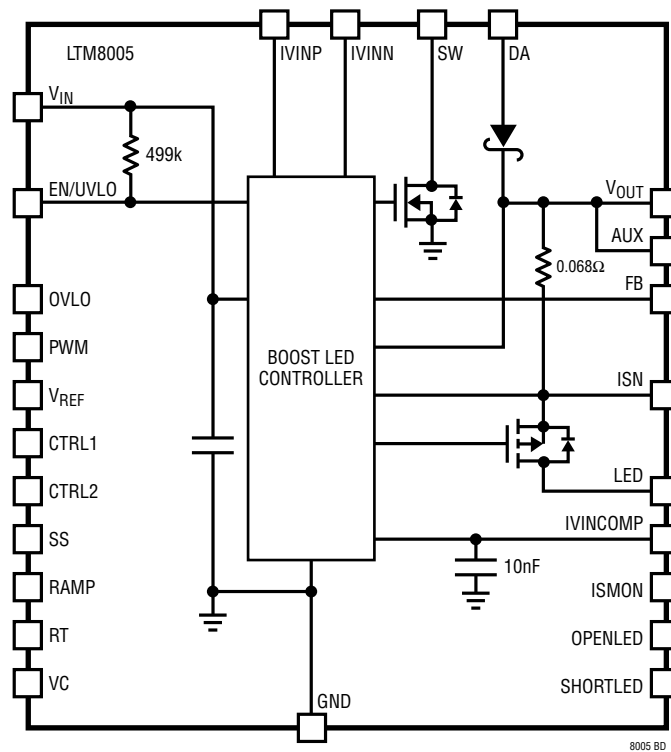 LTM8005
IVINP
IVINN
SW
DA
VIN
499k
EN/UVLO
VOUT
AUX
0.068Ω
OVLO
FB
PWM
BOOST LED
CONTROLLER
VREF
ISN
CTRL1
CTRL2
LED
SS
IVINCOMP
10nF
RAMP
ISMON
RT
OPENLED
VC
SHORTLED
GND
8005 BD